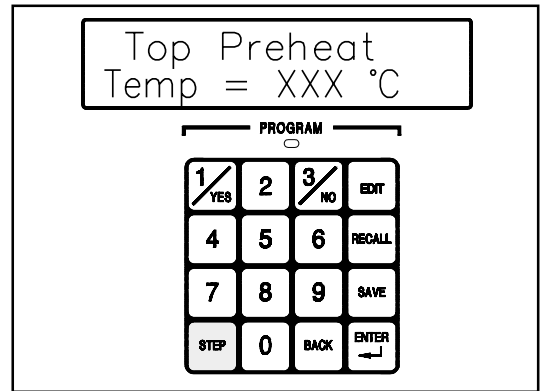 Top Preheat
Temp = XXX °C
PROGRAM
1/YES 2 3/NO EDIT
4 5 6 RECALL
7 8 9 SAVE
STEP 0 BACK ENTER